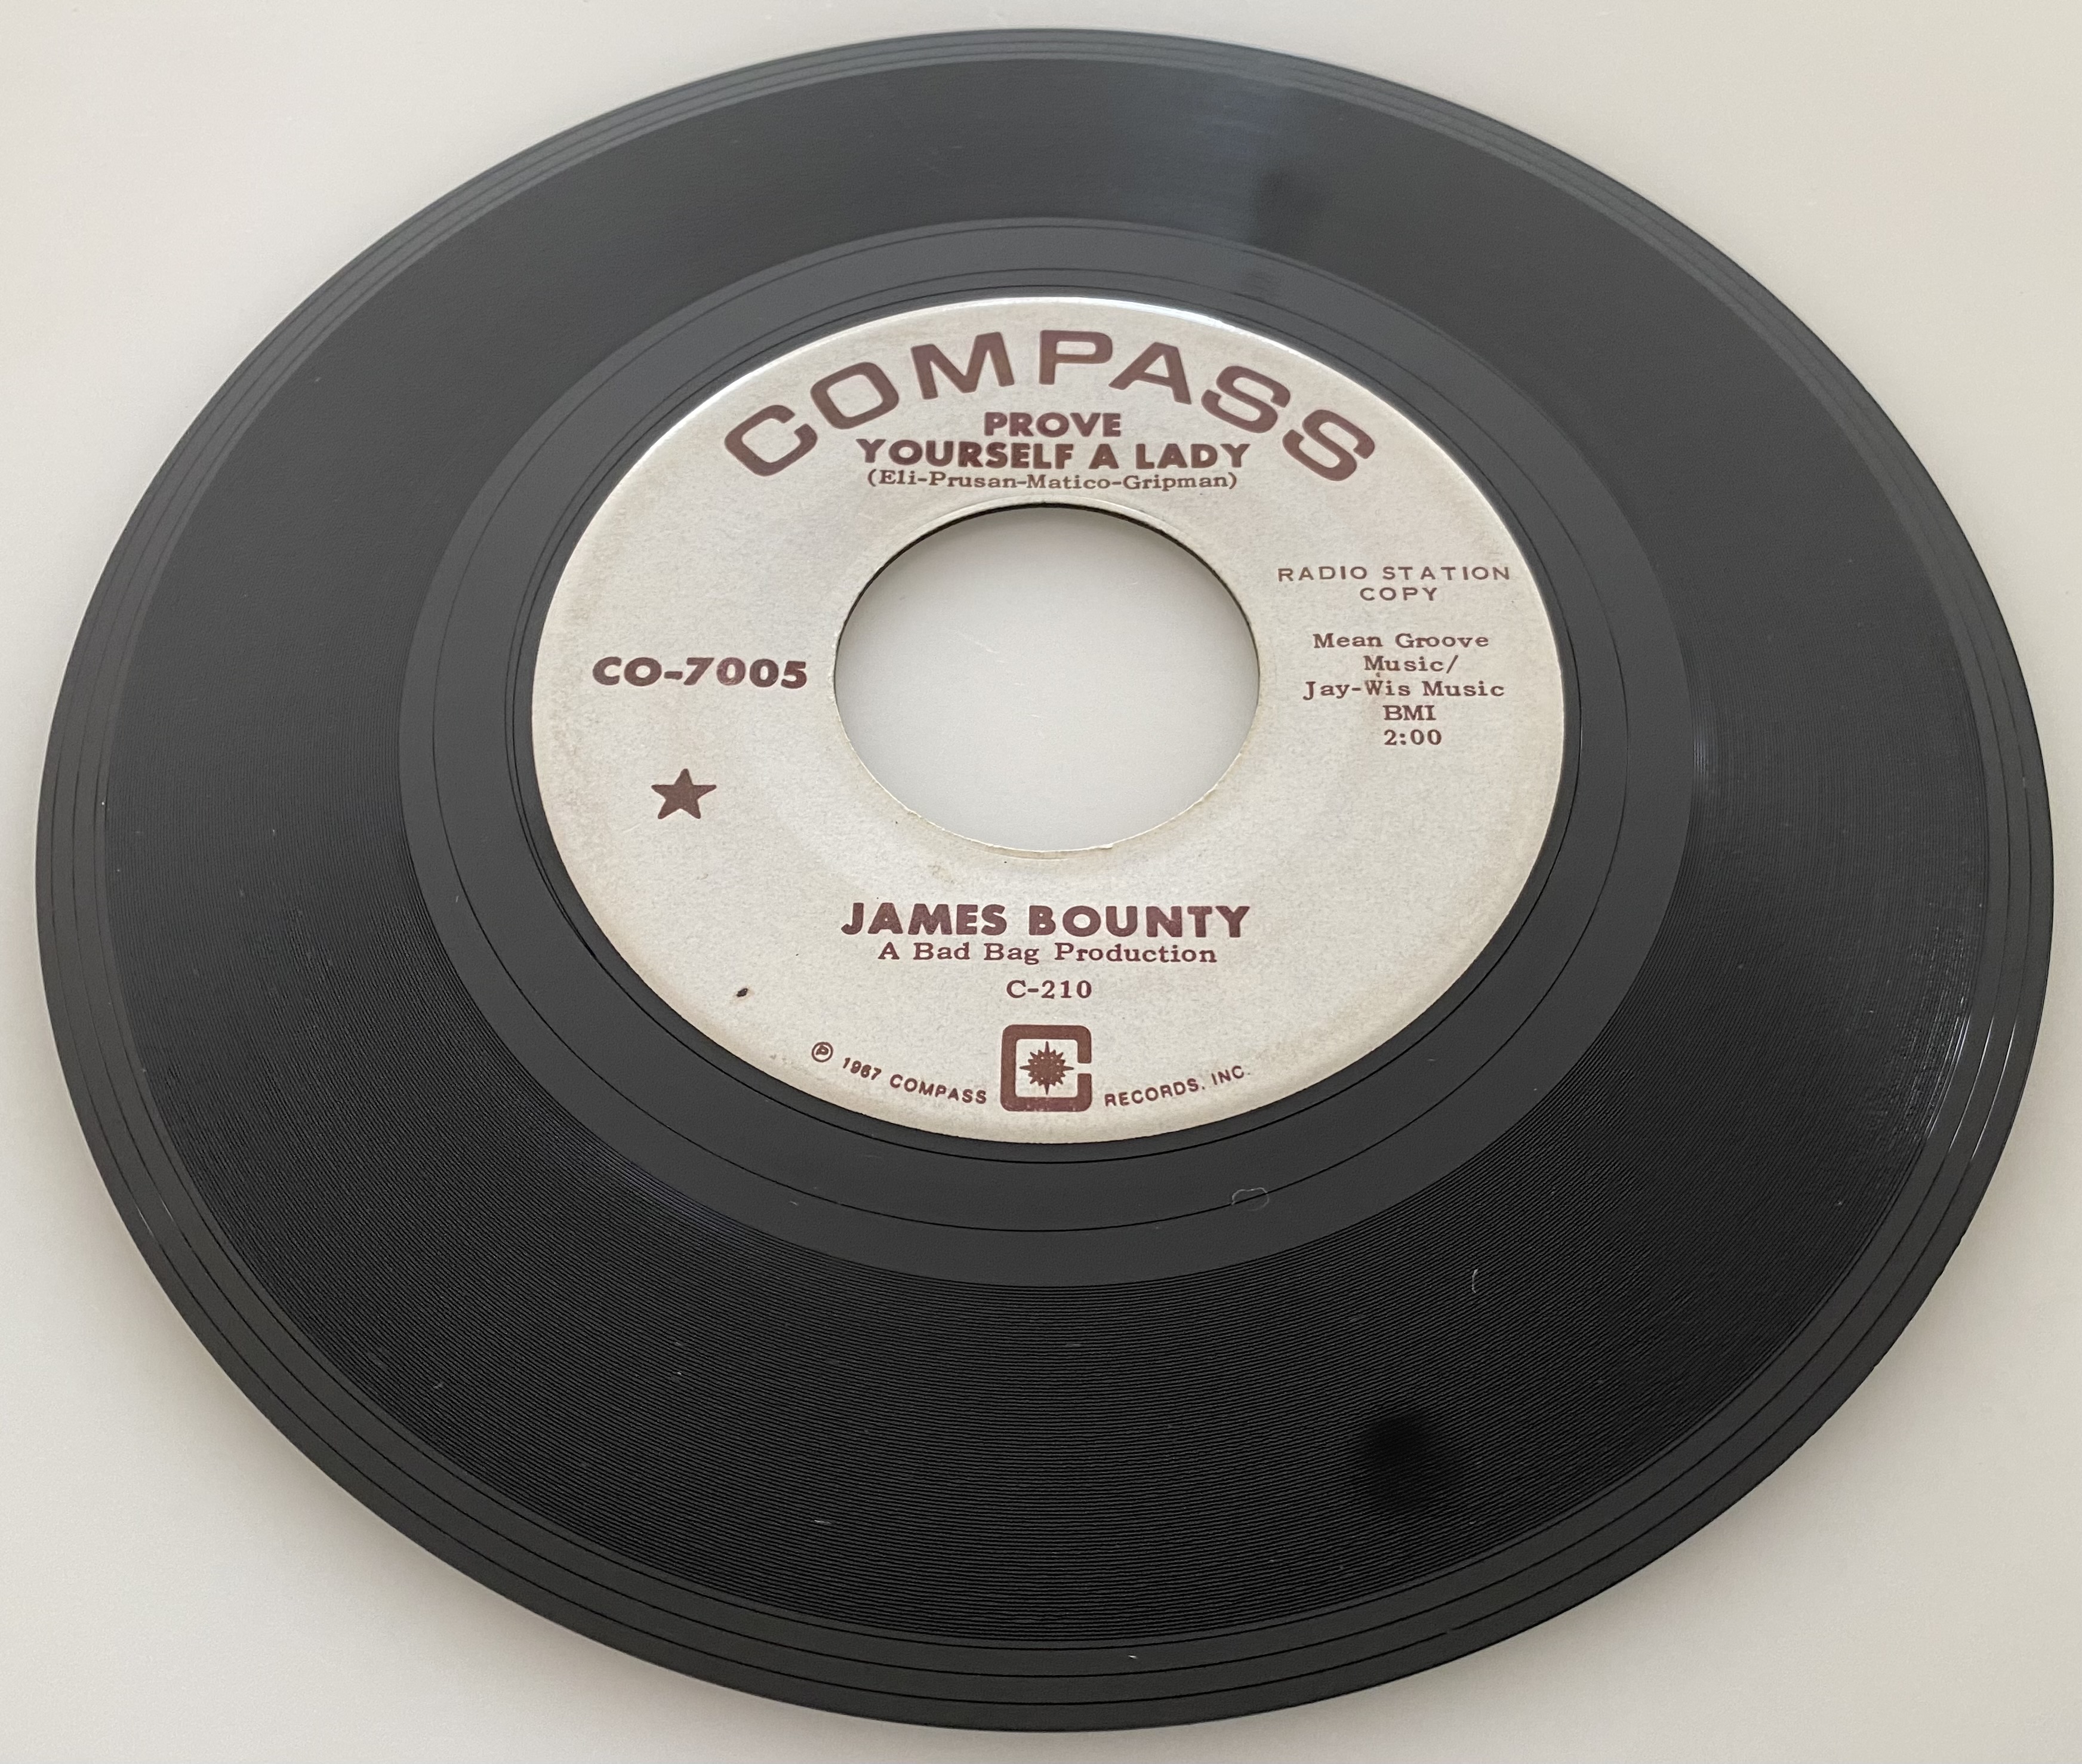 COMPASS
PROVE
YOURSELF A LADY
(Eli-Prusan-Matico-Gripman)
RADIO STATION
COPY
Mean Groove
Music/
Jay-Wis Music
BMI
2:00
CO-7005
JAMES BOUNTY
A Bad Bag Production
C-210
℗ 1967 COMPASS C RECORDS, INC.